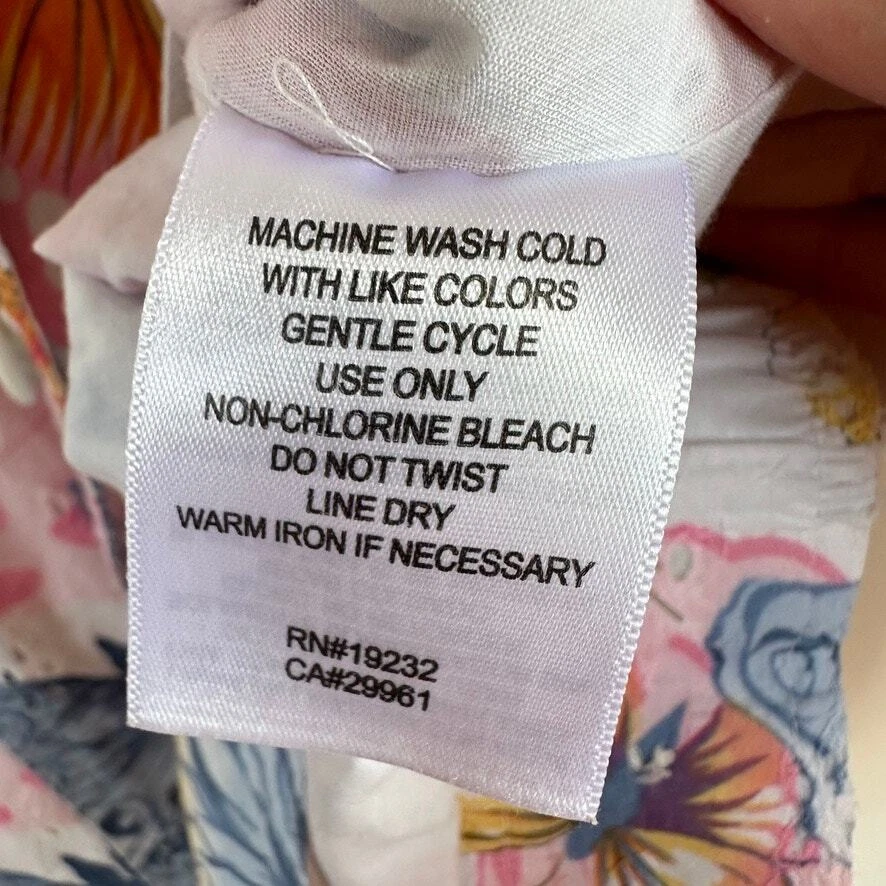 MACHINE WASH COLD
WITH LIKE COLORS
GENTLE CYCLE
USE ONLY
NON-CHLORINE BLEACH
DO NOT TWIST
LINE DRY
WARM IRON IF NECESSARY
RN#19232
CA#29961